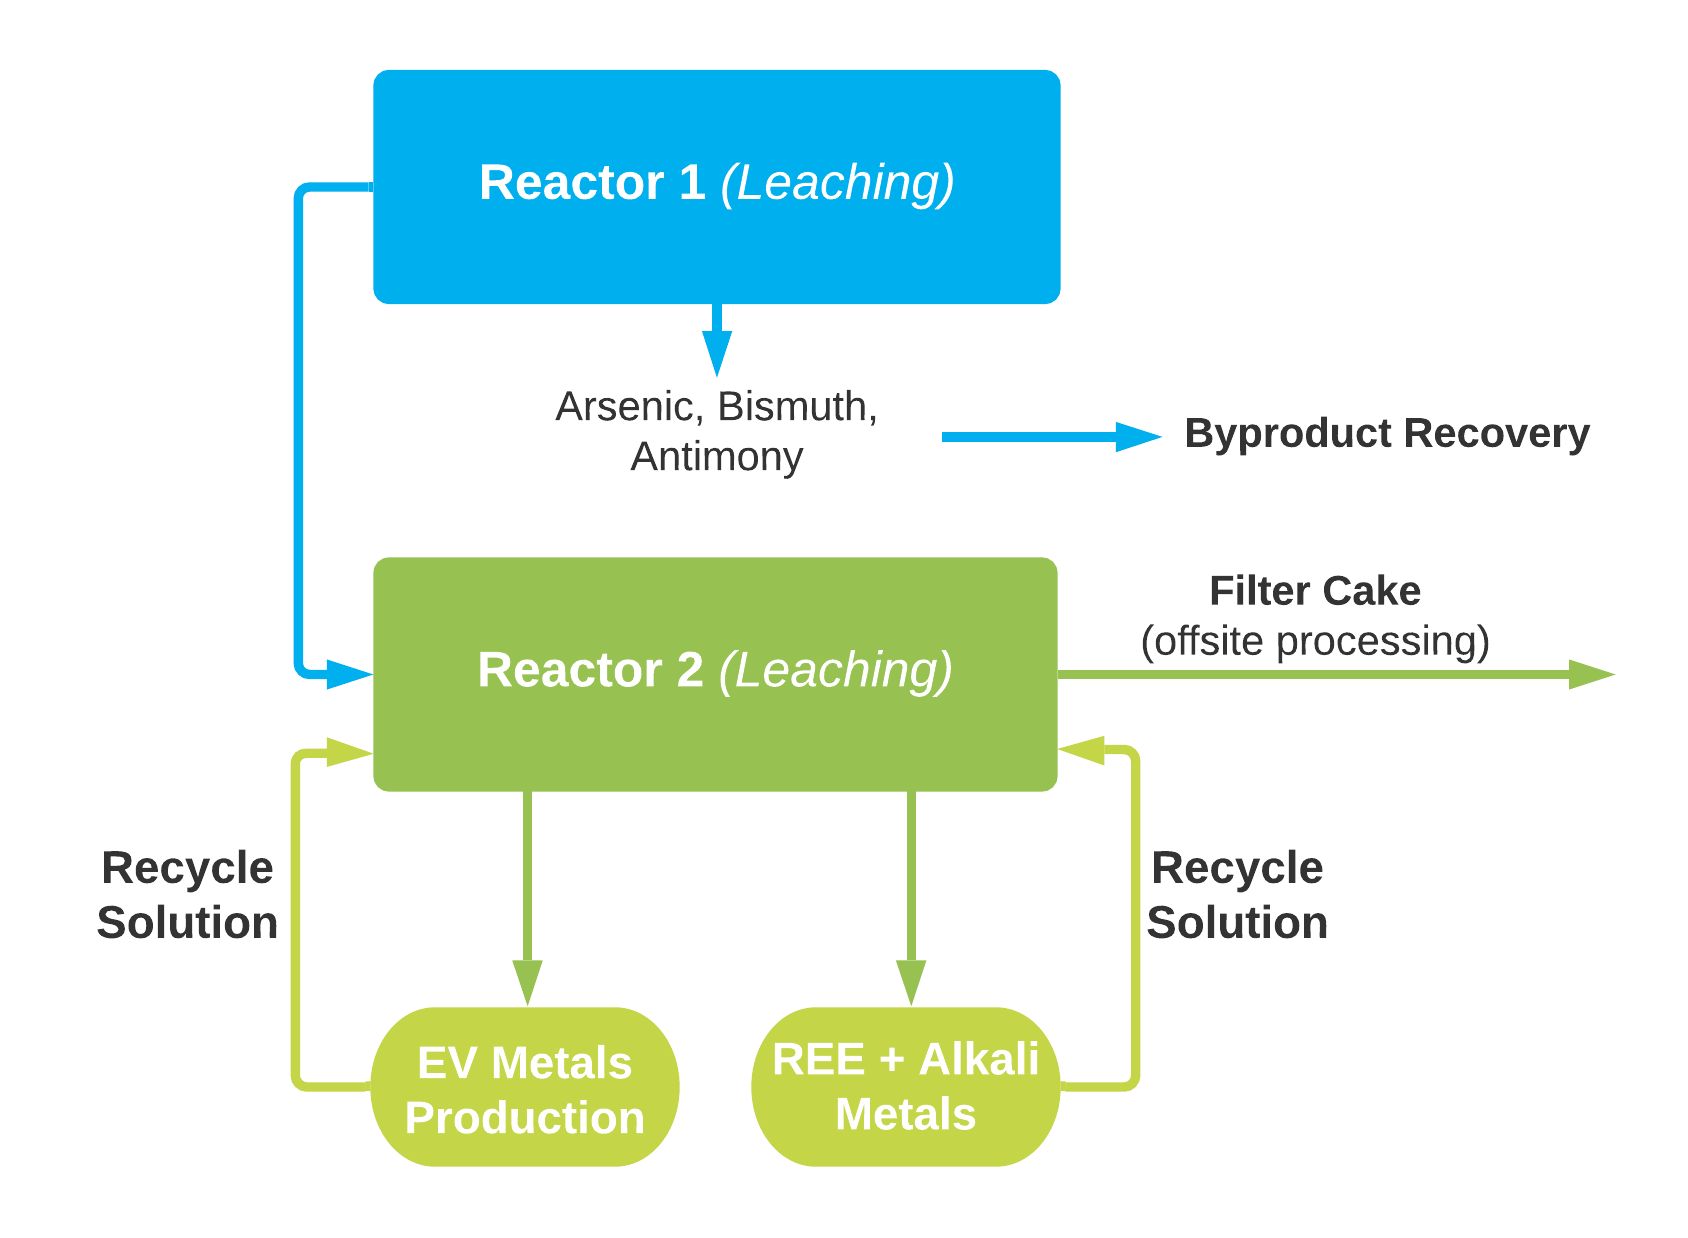 Reactor 1 (Leaching)
Arsenic, Bismuth,
Antimony
Byproduct Recovery
Filter Cake
(offsite processing)
Reactor 2 (Leaching)
Recycle
Solution
Recycle
Solution
EV Metals
Production
REE + Alkali
Metals